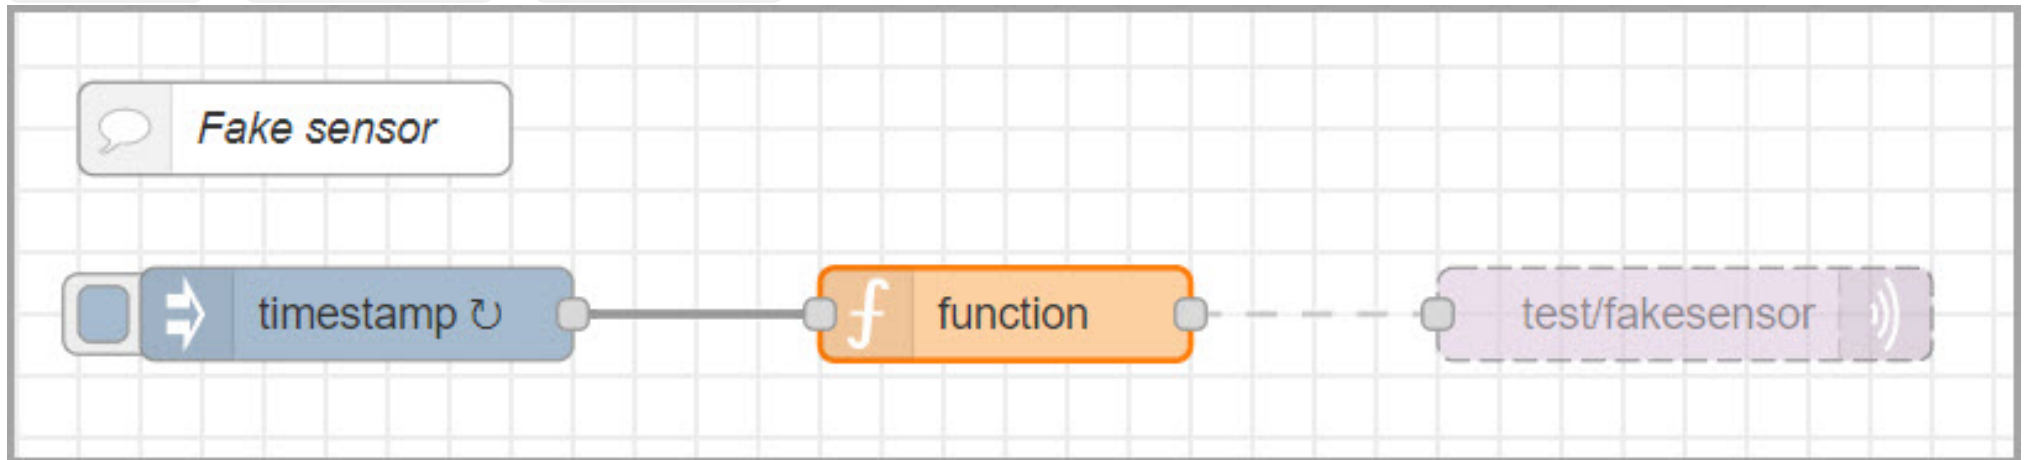 Fake sensor
timestamp ↻
function
test/fakesensor